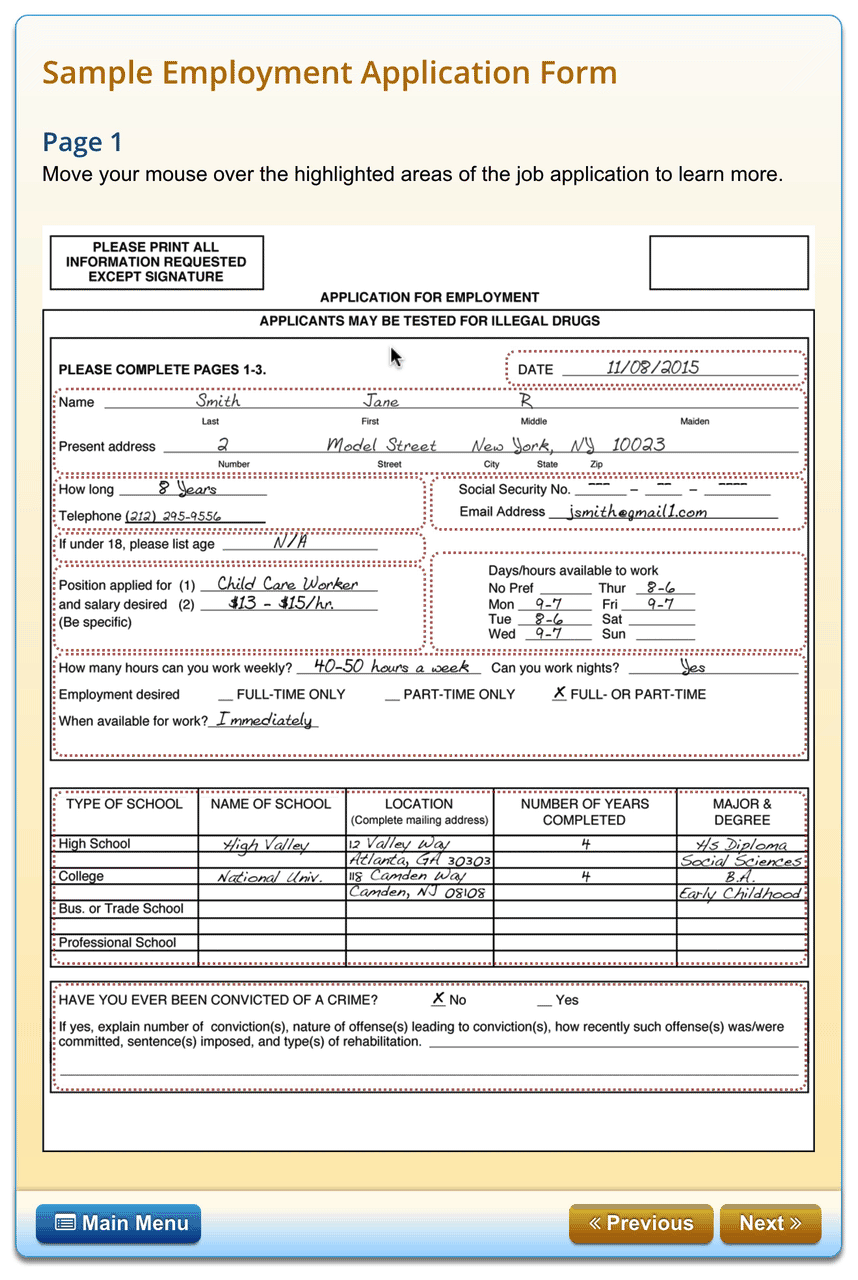 Sample Employment Application Form
Page 1
Move your mouse over the highlighted areas of the job application to learn more.
PLEASE PRINT ALL
INFORMATION REQUESTED
EXCEPT SIGNATURE
APPLICATION FOR EMPLOYMENT
APPLICANTS MAY BE TESTED FOR ILLEGAL DRUGS
PLEASE COMPLETE PAGES 1-3. DATE 11/08/2015
Name Smith Jane R
Last First Middle Maiden
Present address 2 Model Street New York, NY 10023
Number Street City State Zip
How long 8 Years
Social Security No. --- – -- – ----
Telephone (212) 295-9556
Email Address jsmith@gmail1.com
If under 18, please list age N/A
Position applied for (1) Child Care Worker
and salary desired (2) $13 - $15/hr.
(Be specific)
Days/hours available to work
No Pref Thur 8-6
Mon 9-7 Fri 9-7
Tue 8-6 Sat
Wed 9-7 Sun
How many hours can you work weekly? 40-50 hours a week Can you work nights? Yes
Employment desired __ FULL-TIME ONLY __ PART-TIME ONLY X FULL- OR PART-TIME
When available for work? Immediately
TYPE OF SCHOOL NAME OF SCHOOL LOCATION NUMBER OF YEARS MAJOR &
(Complete mailing address) COMPLETED DEGREE
High School High Valley 12 Valley Way 4 HS Diploma
Atlanta, GA 30303 Social Sciences
College National Univ. 118 Camden Way 4 B.A.
Camden, NJ 08108 Early Childhood
Bus. or Trade School
Professional School
HAVE YOU EVER BEEN CONVICTED OF A CRIME? X No __ Yes
If yes, explain number of conviction(s), nature of offense(s) leading to conviction(s), how recently such offense(s) was/were
committed, sentence(s) imposed, and type(s) of rehabilitation.
Main Menu « Previous Next »